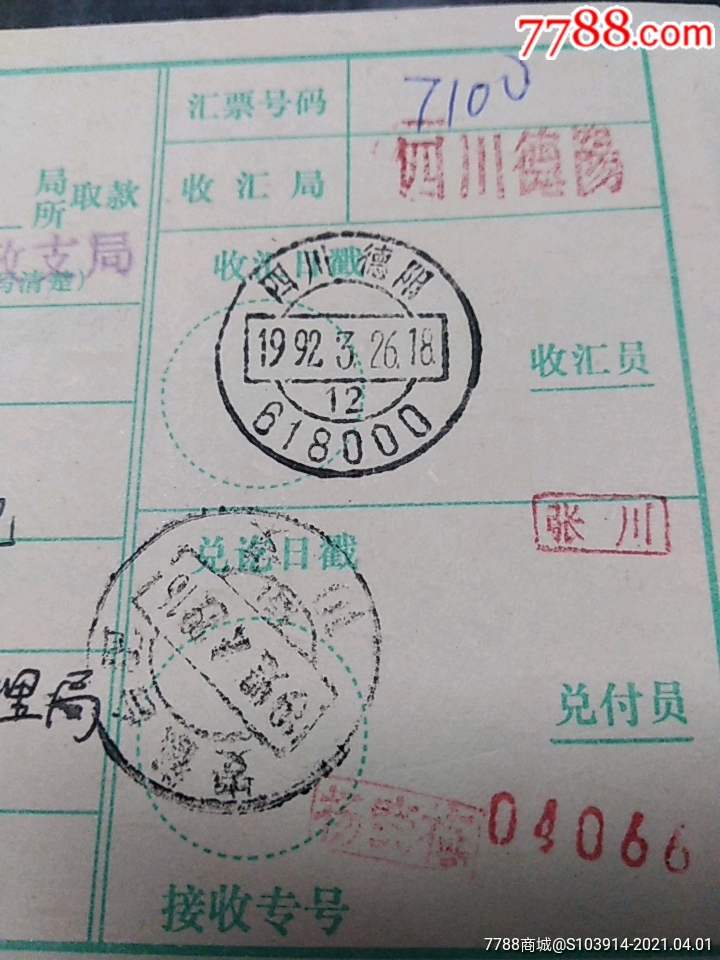 7788.com
汇票号码
7100
局
所
取款
收汇局
四川德阳
支局
清楚)
收汇日戳
四川 德阳
1992.3.26.18.
12
618000
收汇员
张川
兑讫日戳
理局
兑付员
04066
接收专号
7788商城@S103914-2021.04.01